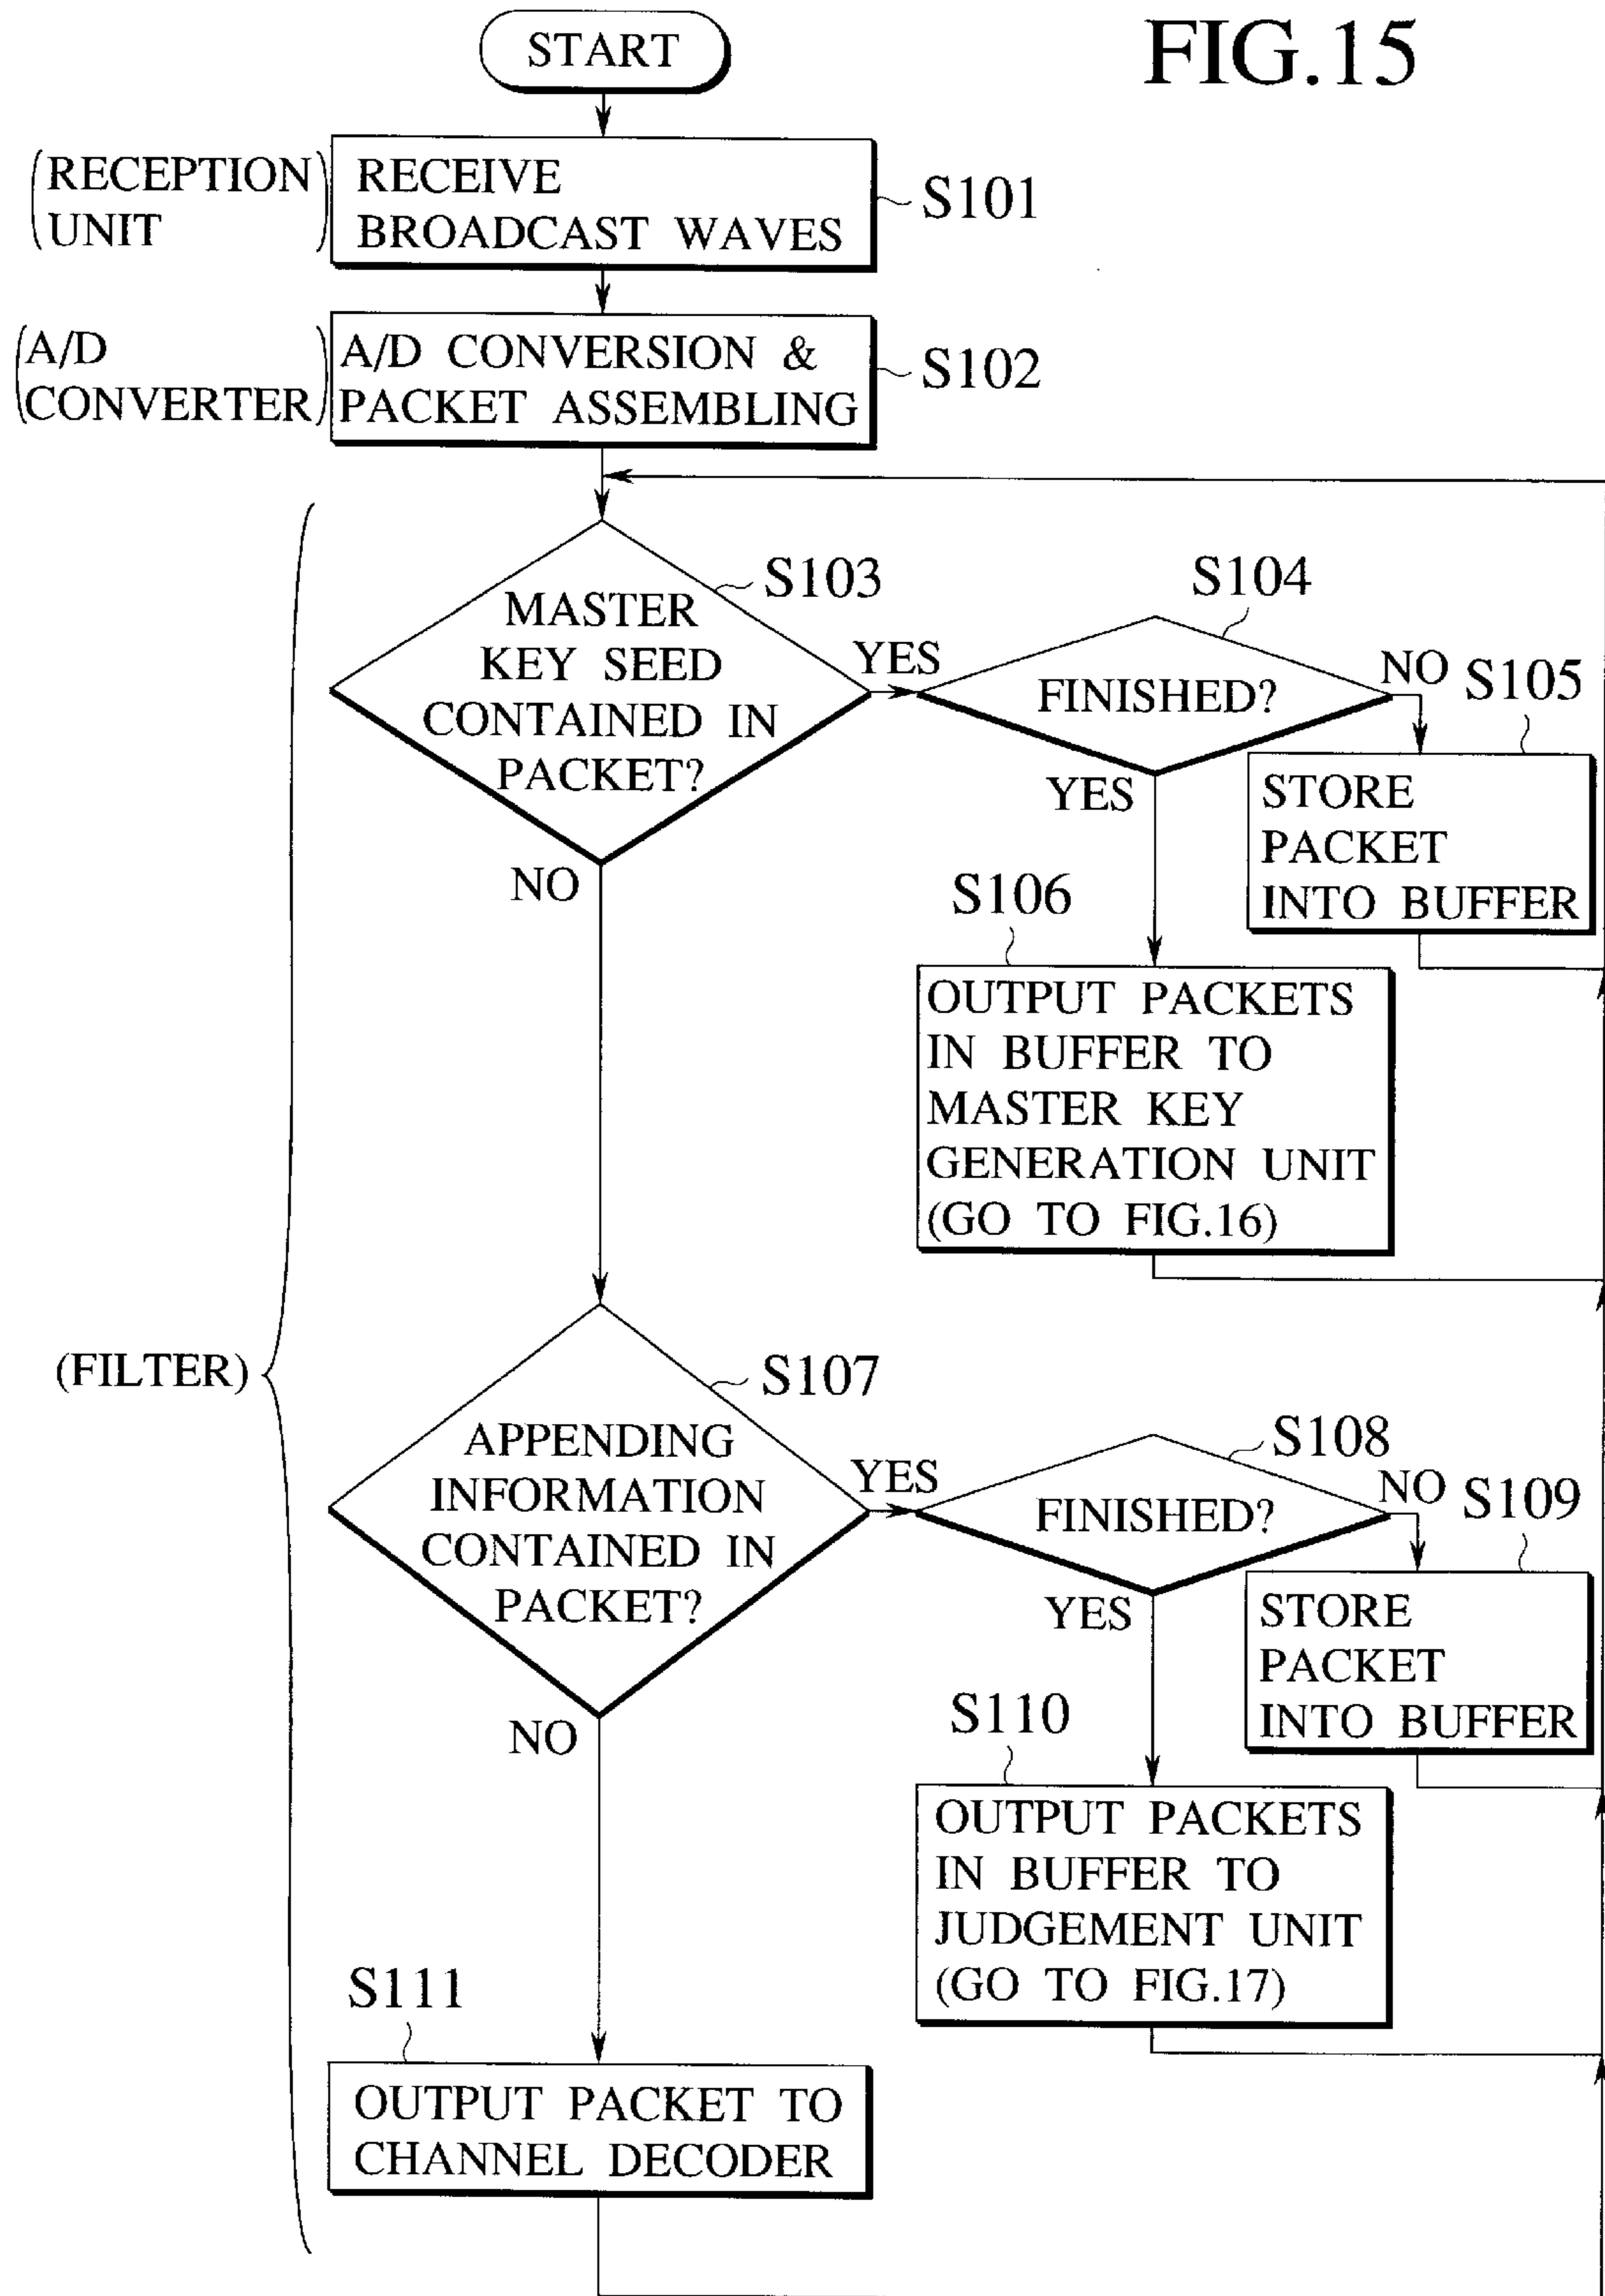 FIG.15
START
(RECEPTION
UNIT)
RECEIVE
BROADCAST WAVES
S101
(A/D
CONVERTER)
A/D CONVERSION &
PACKET ASSEMBLING
S102
S103
MASTER
KEY SEED
CONTAINED IN
PACKET?
YES
NO
S104
FINISHED?
NO
YES
S105
STORE
PACKET
INTO BUFFER
S106
OUTPUT PACKETS
IN BUFFER TO
MASTER KEY
GENERATION UNIT
(GO TO FIG.16)
(FILTER)
S107
APPENDING
INFORMATION
CONTAINED IN
PACKET?
YES
NO
S108
FINISHED?
NO
YES
S109
STORE
PACKET
INTO BUFFER
S110
OUTPUT PACKETS
IN BUFFER TO
JUDGEMENT UNIT
(GO TO FIG.17)
S111
OUTPUT PACKET TO
CHANNEL DECODER